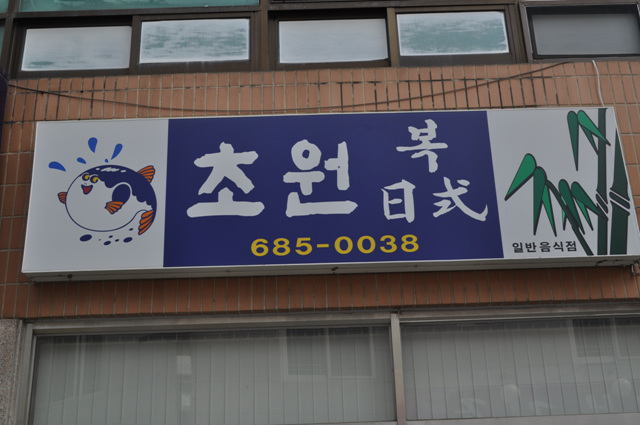 초원 복
日式
685-0038
일반음식점